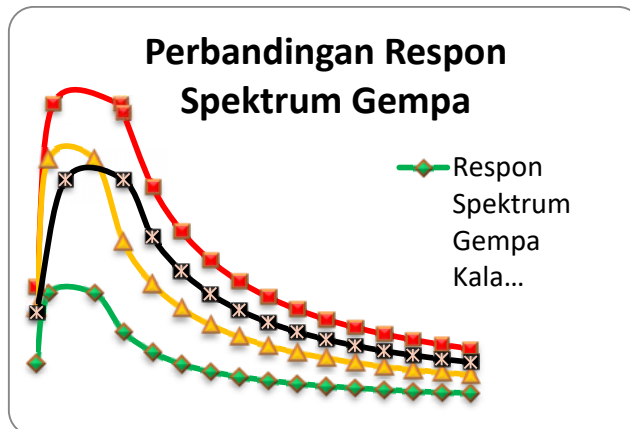 Perbandingan Respon
Spektrum Gempa
Respon
Spektrum
Gempa
Kala...